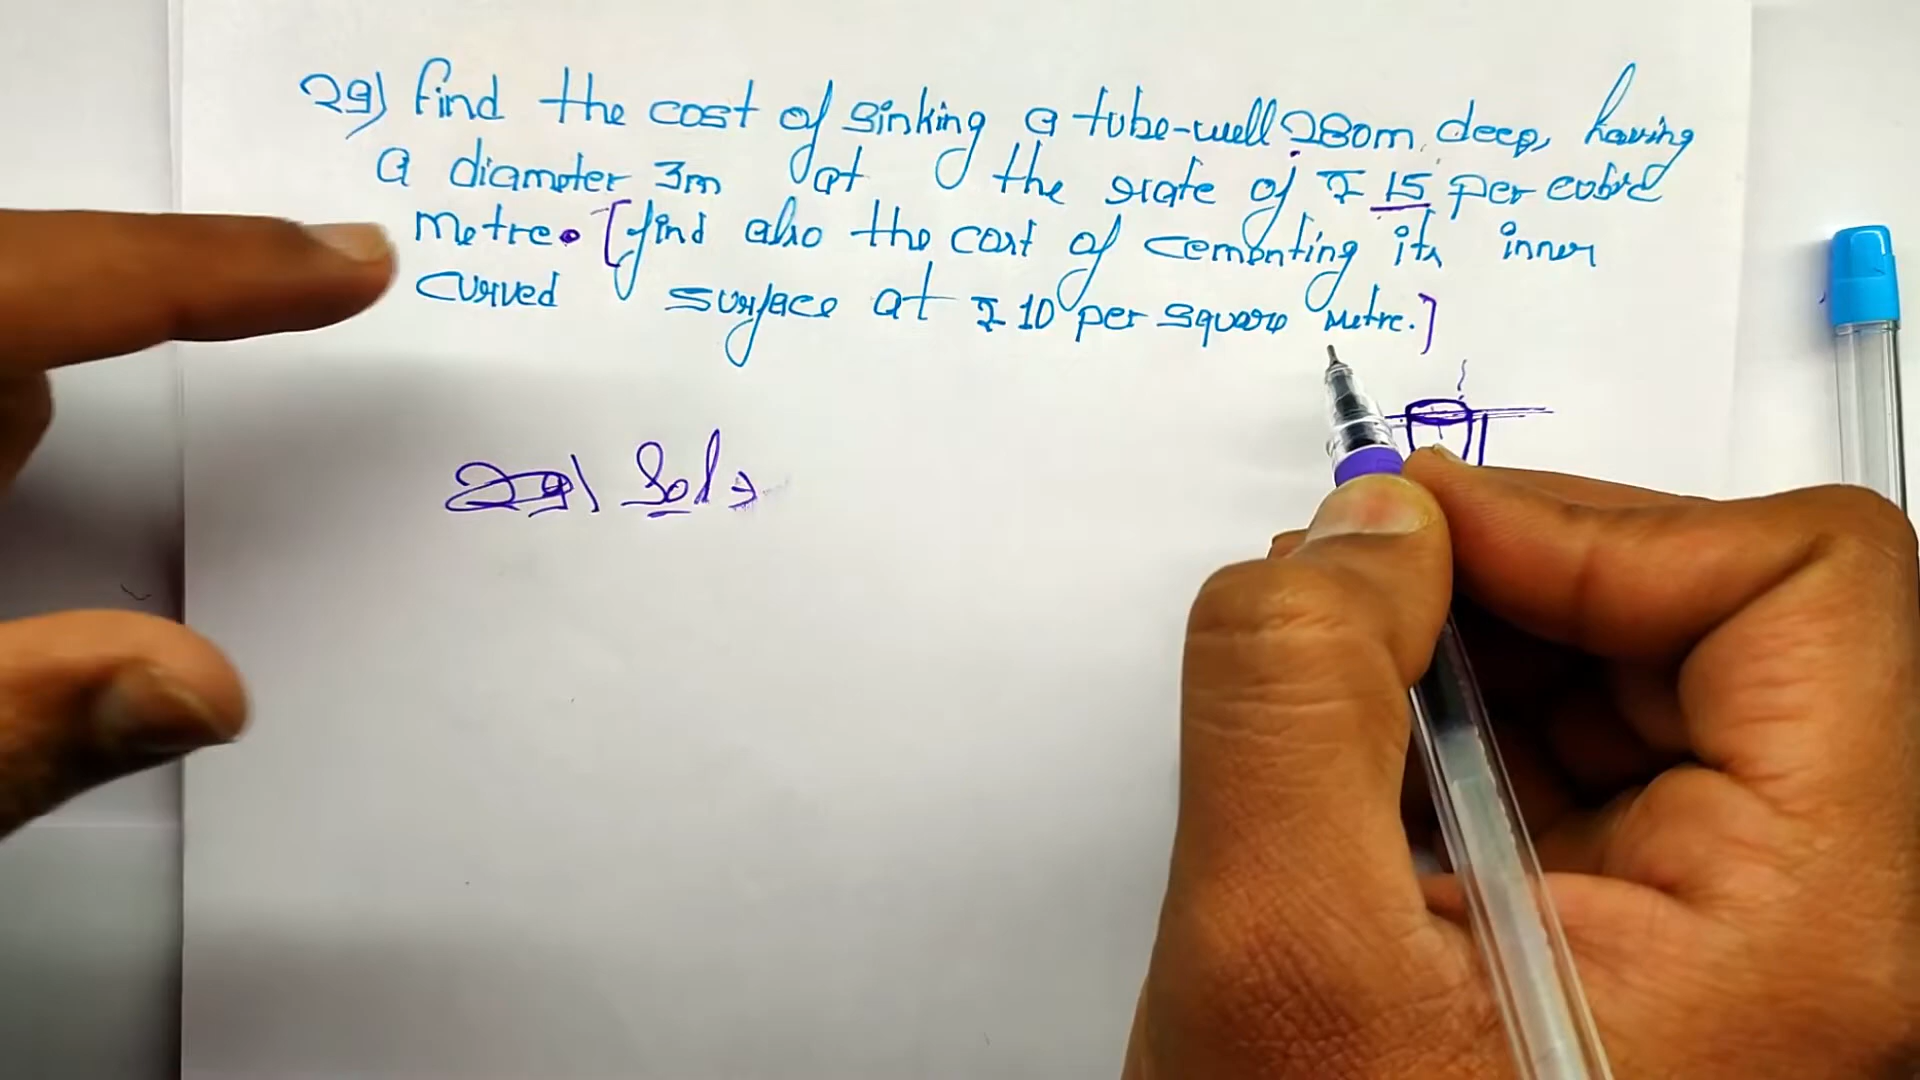 29) find the cost of sinking a tube-well 280m deep, having
a diameter 3m at the rate of ₹ 15 per cubic
metre. [find also the cost of cementing its inner
curved surface at ₹ 10 per square metre.]
29) Sol →